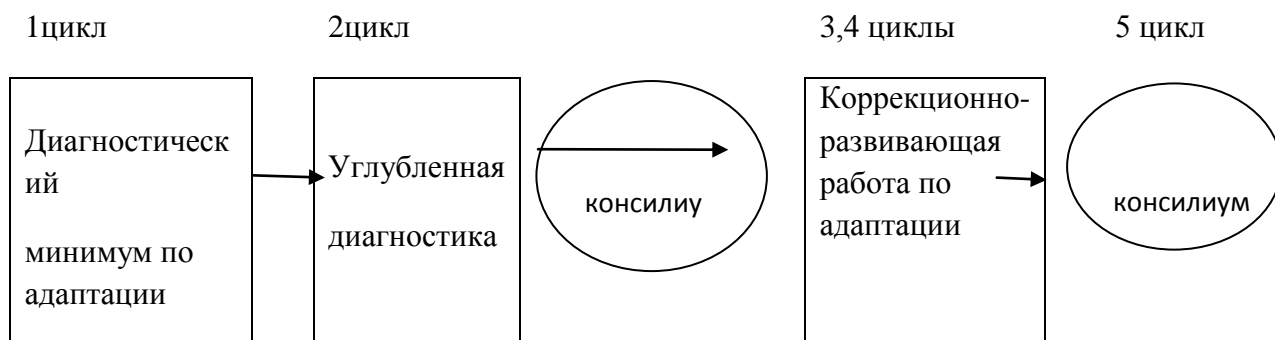 1цикл
2цикл
3,4 циклы
5 цикл
Диагностическ
ий
минимум по
адаптации
Углубленная
диагностика
консилиу
Коррекционно-
развивающая
работа по
адаптации
консилиум